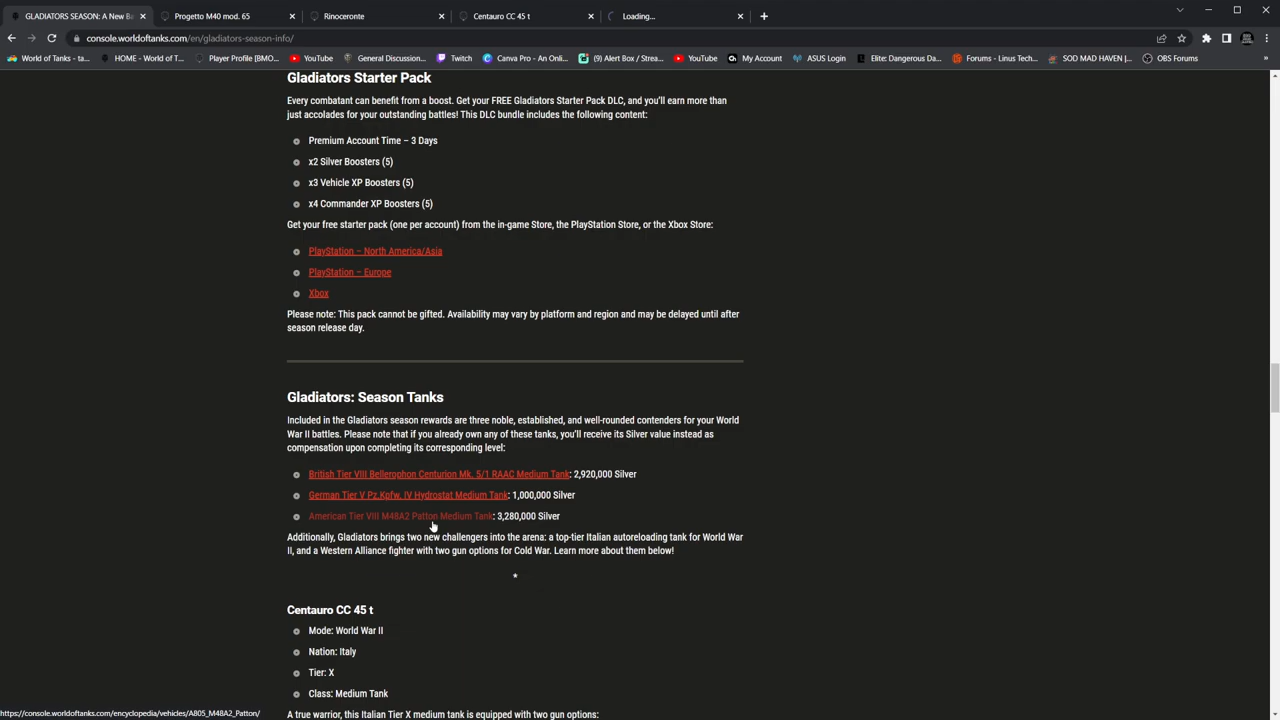 GLADIATORS SEASON: A New Ba
Progetto M40 mod. 65
Rinoceronte
Centauro CC 45 t
Loading...
console.worldoftanks.com/en/gladiators-season-info/
World of Tanks - ta...
HOME - World of T...
Player Profile [BMO...
YouTube
General Discussion...
Twitch
Canva Pro - An Onli...
(9) Alert Box / Strea...
YouTube
My Account
ASUS Login
Elite: Dangerous Da...
Forums - Linus Tech...
SOD MAD HAVEN |...
OBS Forums
»
Gladiators Starter Pack
Every combatant can benefit from a boost. Get your FREE Gladiators Starter Pack DLC, and you'll earn more than
just accolades for your outstanding battles! This DLC bundle includes the following content:
Premium Account Time – 3 Days
x2 Silver Boosters (5)
x3 Vehicle XP Boosters (5)
x4 Commander XP Boosters (5)
Get your free starter pack (one per account) from the in-game Store, the PlayStation Store, or the Xbox Store:
PlayStation – North America/Asia
PlayStation – Europe
Xbox
Please note: This pack cannot be gifted. Availability may vary by platform and region and may be delayed until after
season release day.
Gladiators: Season Tanks
Included in the Gladiators season rewards are three noble, established, and well-rounded contenders for your World
War II battles. Please note that if you already own any of these tanks, you'll receive its Silver value instead as
compensation upon completing its corresponding level:
British Tier VIII Bellerophon Centurion Mk. 5/1 RAAC Medium Tank: 2,920,000 Silver
German Tier V Pz.Kpfw. IV Hydrostat Medium Tank: 1,000,000 Silver
American Tier VIII M48A2 Patton Medium Tank: 3,280,000 Silver
Additionally, Gladiators brings two new challengers into the arena: a top-tier Italian autoreloading tank for World War
II, and a Western Alliance fighter with two gun options for Cold War. Learn more about them below!
*
Centauro CC 45 t
Mode: World War II
Nation: Italy
Tier: X
Class: Medium Tank
A true warrior, this Italian Tier X medium tank is equipped with two gun options:
https://console.worldoftanks.com/encyclopedia/vehicles/A805_M48A2_Patton/